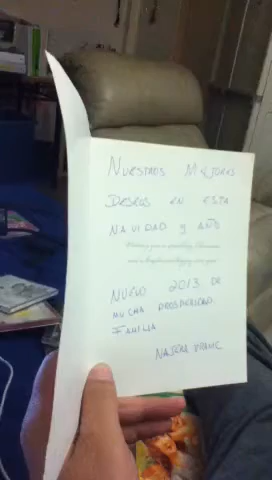 Nuestros Mejores
Deseos en esta
Navidad y año
Nuevo 2013 de
mucha prosperidad.
Familia